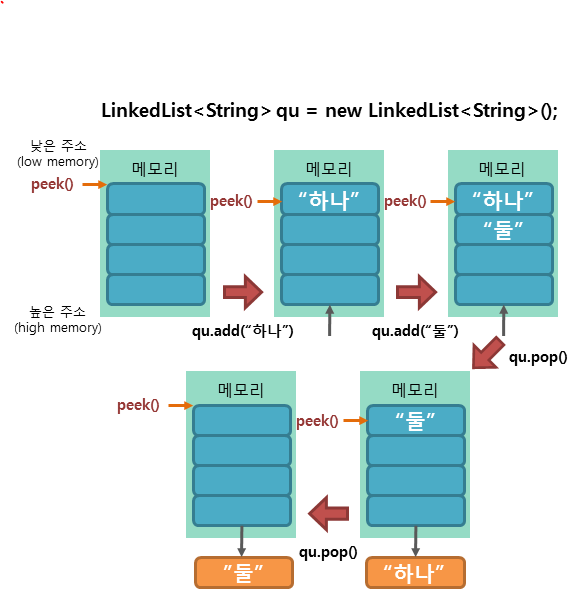 LinkedList<String> qu = new LinkedList<String>();
낮은 주소
(low memory)
메모리
메모리
메모리
peek()
peek()
"하나"
peek()
"하나"
"둘"
높은 주소
(high memory)
qu.add("하나")
qu.add("둘")
qu.pop()
메모리
메모리
peek()
peek()
"둘"
qu.pop()
"둘"
"하나"